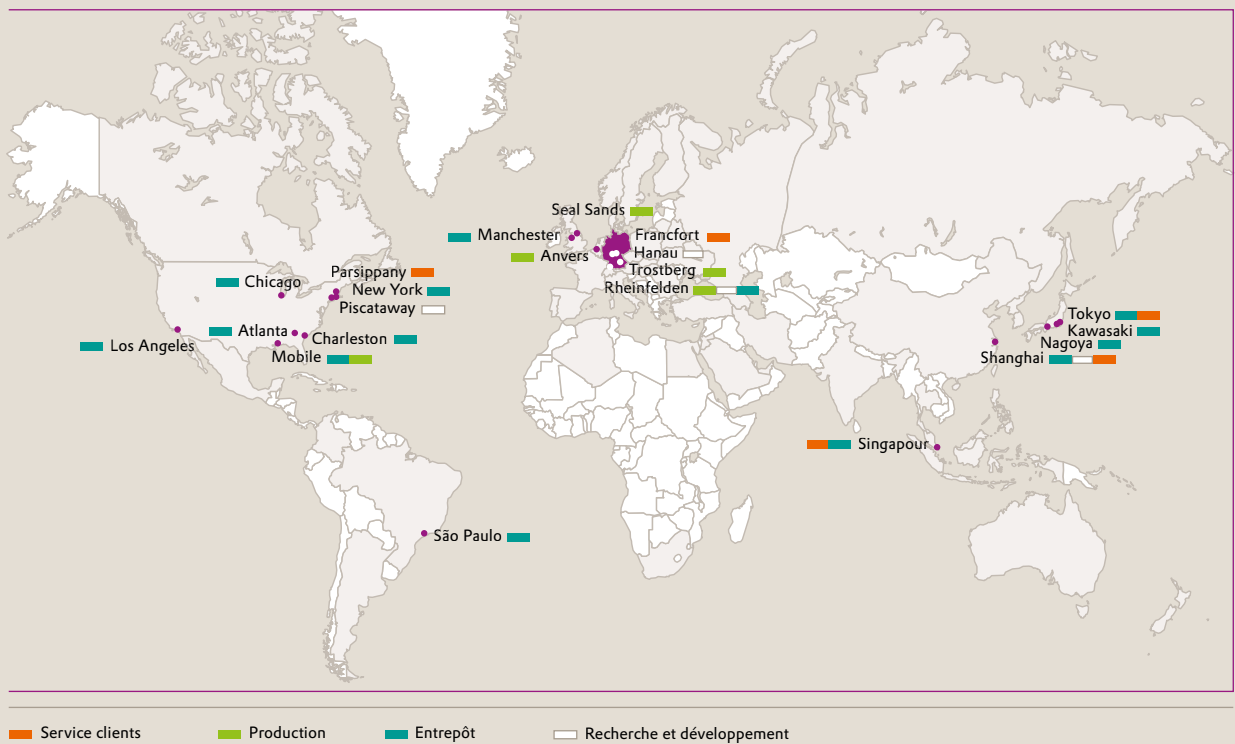 Seal Sands
Manchester
Francfort
Anvers
Hanau
Trostberg
Rheinfelden
Parsippany
Chicago
New York
Piscataway
Atlanta
Charleston
Los Angeles
Mobile
Tokyo
Kawasaki
Nagoya
Shanghai
Singapour
São Paulo
Service clients
Production
Entrepôt
Recherche et développement